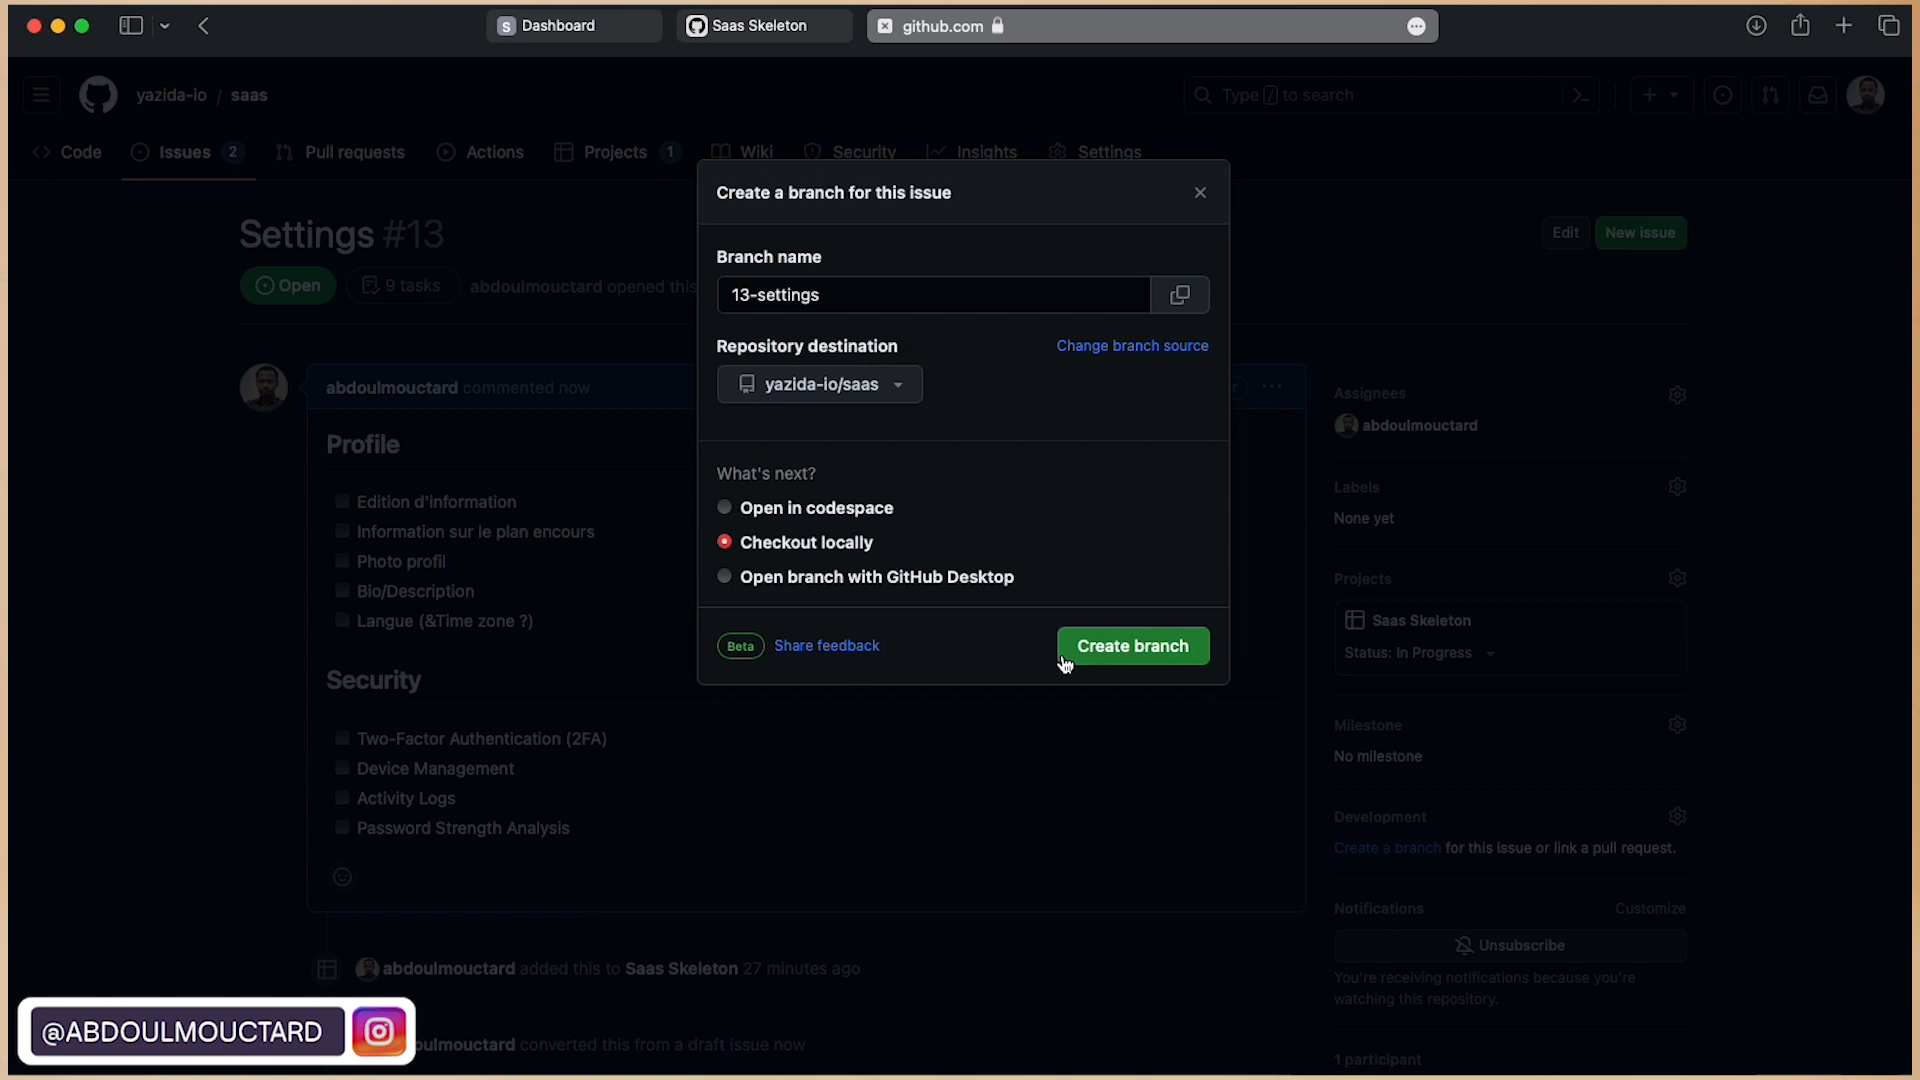 S Dashboard
Saas Skeleton
github.com
yazida-io / saas
Type / to search
Code
Issues 2
Pull requests
Actions
Projects 1
Wiki
Security
Insights
Settings
Settings #13
Edit
New issue
Open
9 tasks
abdoulmouctard opened this
Create a branch for this issue
Branch name
13-settings
Repository destination
Change branch source
yazida-io/saas
What's next?
Open in codespace
Checkout locally
Open branch with GitHub Desktop
Beta
Share feedback
Create branch
abdoulmouctard commented now
Profile
Edition d'information
Information sur le plan encours
Photo profil
Bio/Description
Langue (&Time zone ?)
Security
Two-Factor Authentication (2FA)
Device Management
Activity Logs
Password Strength Analysis
abdoulmouctard added this to Saas Skeleton 27 minutes ago
oulmouctard converted this from a draft issue now
Assignees
abdoulmouctard
Labels
None yet
Projects
Saas Skeleton
Status: In Progress
Milestone
No milestone
Development
Create a branch for this issue or link a pull request.
Notifications
Customize
Unsubscribe
You're receiving notifications because you're
watching this repository.
1 participant
@ABDOULMOUCTARD